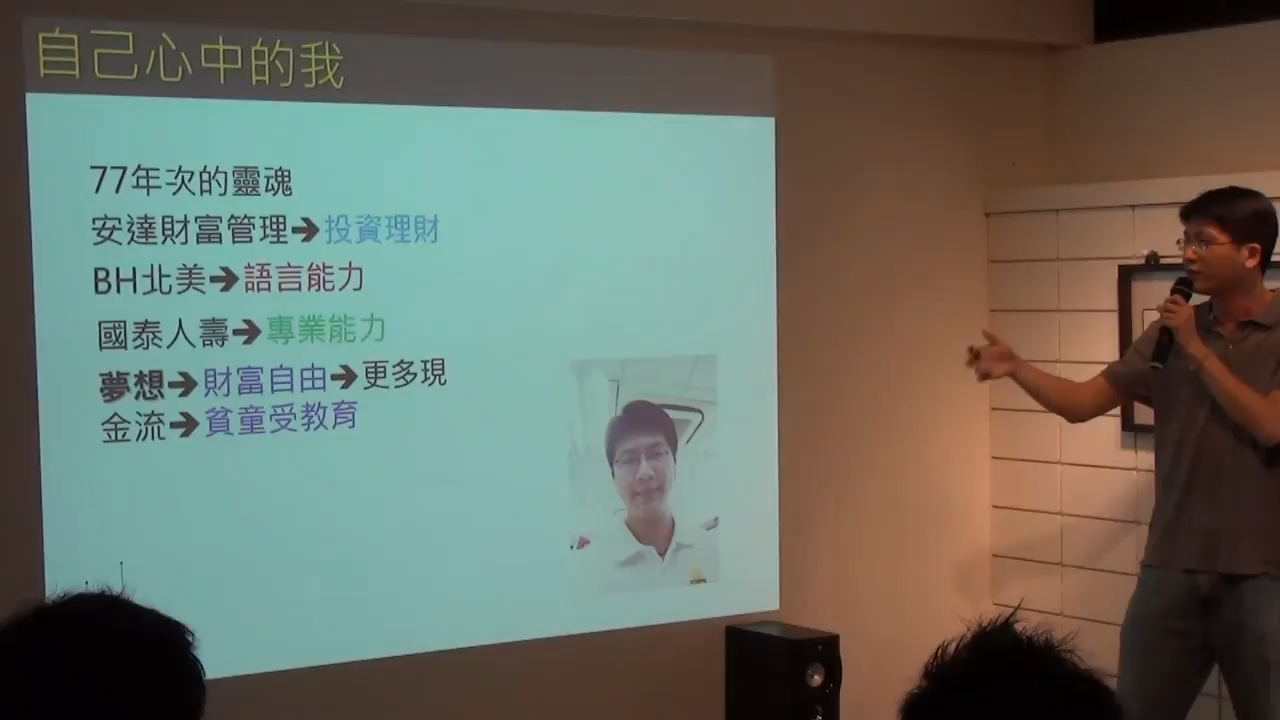 自己心中的我
77年次的靈魂
安達財富管理➔投資理財
BH北美➔語言能力
國泰人壽➔專業能力
夢想➔財富自由➔更多現
金流➔貧童受教育